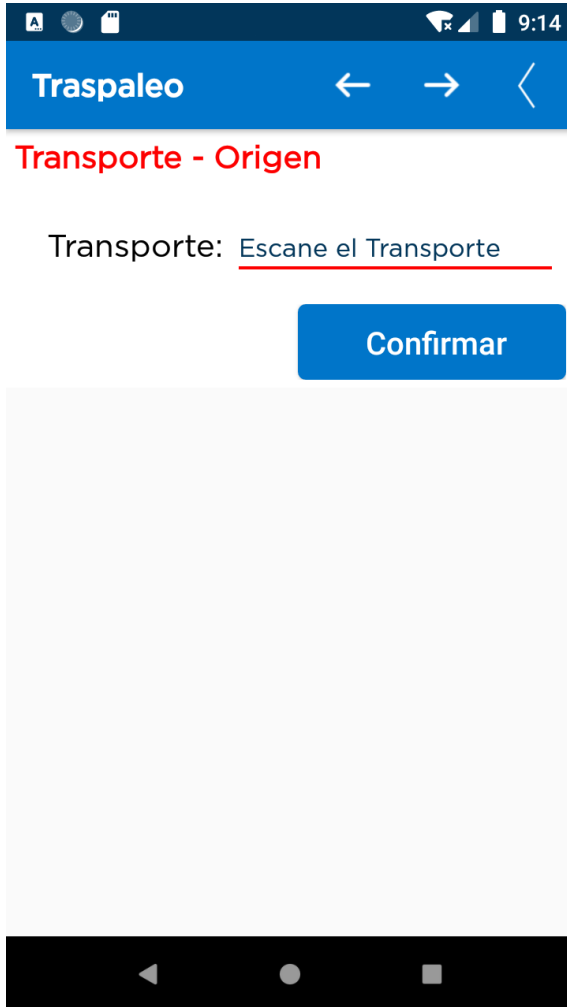 9:14
Traspaleo
Transporte - Origen
Transporte: Escane el Transporte
Confirmar